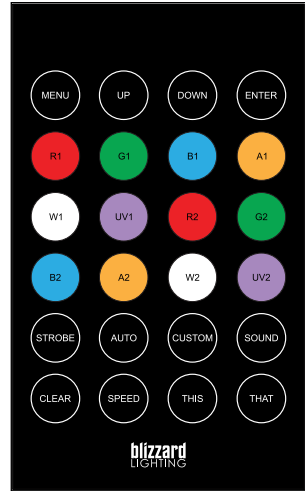 MENU UP DOWN ENTER
R1 G1 B1 A1
W1 UV1 R2 G2
B2 A2 W2 UV2
STROBE AUTO CUSTOM SOUND
CLEAR SPEED THIS THAT
blizzard
LIGHTING